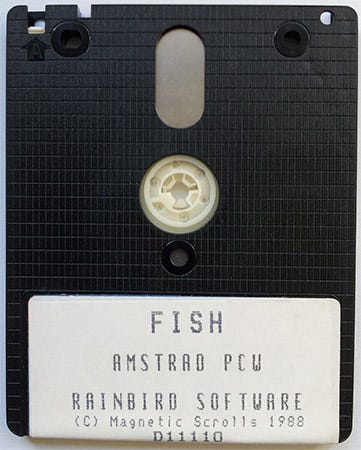 FISH
AMSTRAD PCW
RAINBIRD SOFTWARE
(C) Magnetic Scrolls 1988
D11110